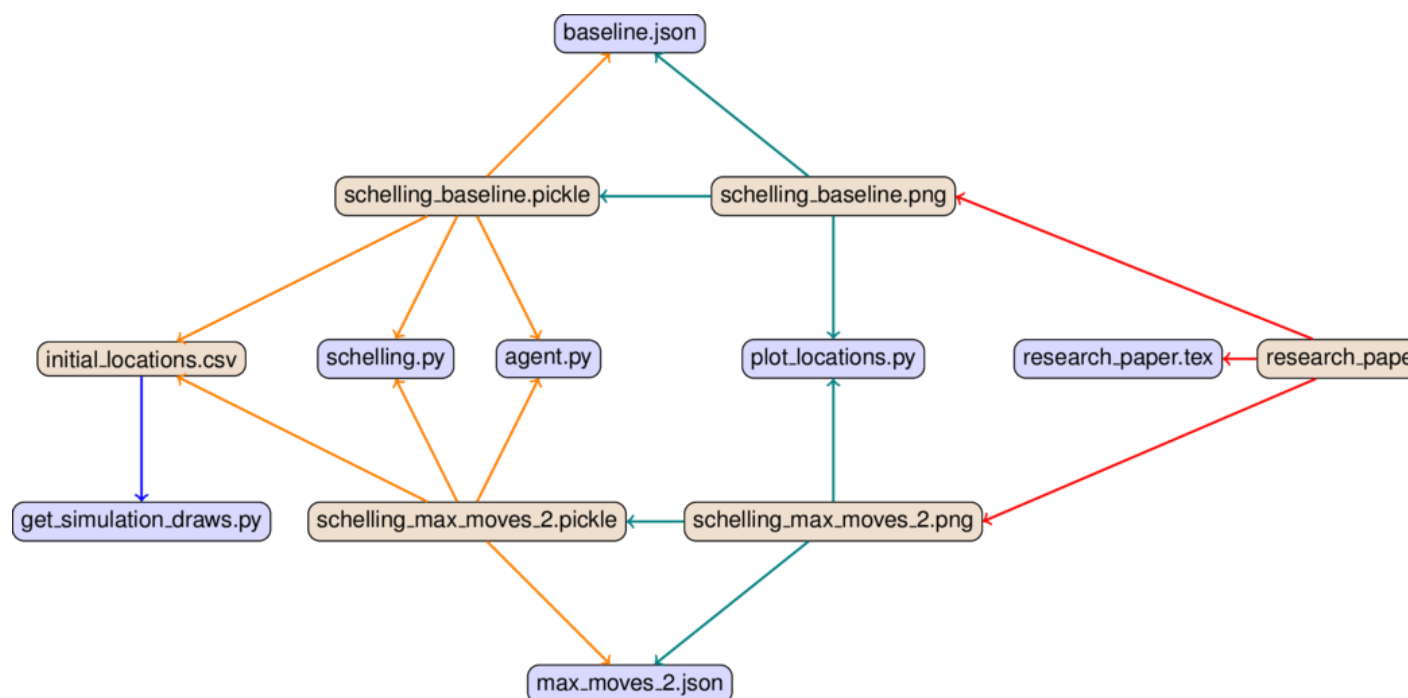 baseline.json
schelling_baseline.pickle
schelling_baseline.png
initial_locations.csv
schelling.py
agent.py
plot_locations.py
research_paper.tex
research_pape
get_simulation_draws.py
schelling_max_moves_2.pickle
schelling_max_moves_2.png
max_moves_2.json